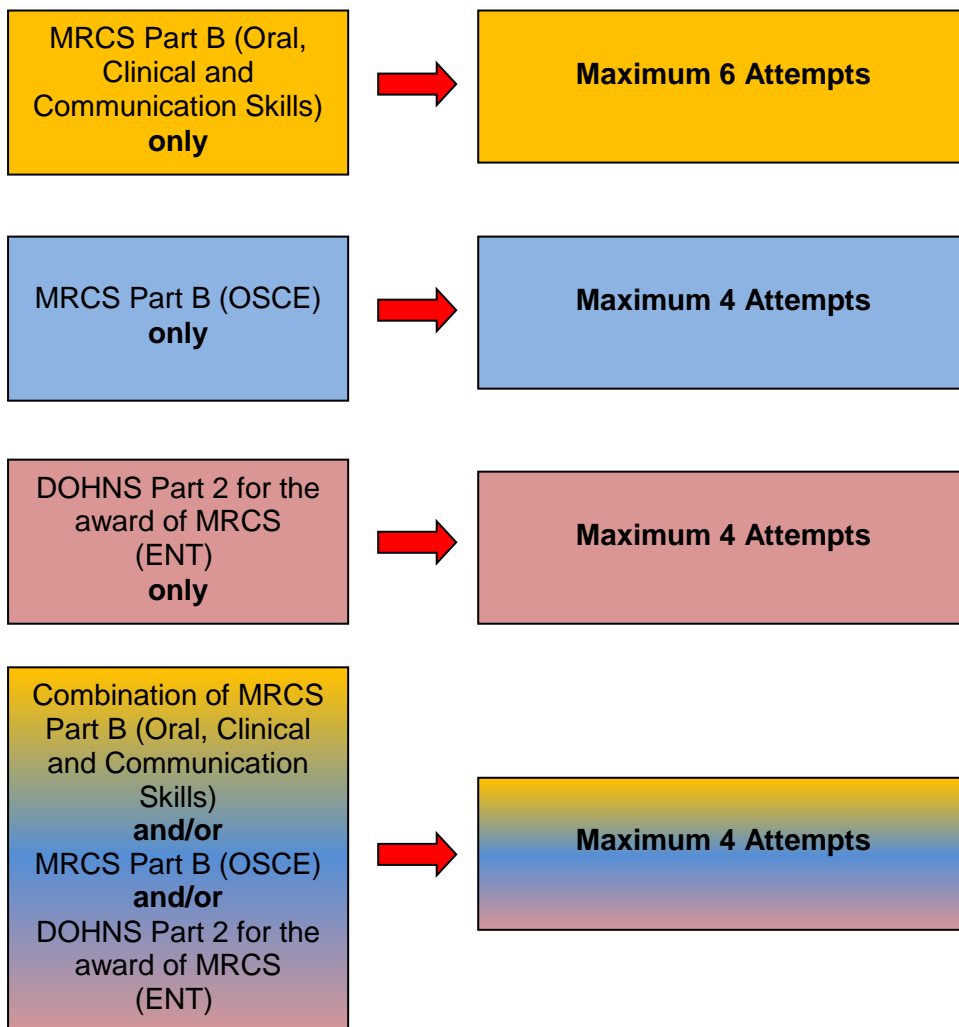 MRCS Part B (Oral,
Clinical and
Communication Skills)
only
Maximum 6 Attempts
MRCS Part B (OSCE)
only
Maximum 4 Attempts
DOHNS Part 2 for the
award of MRCS
(ENT)
only
Maximum 4 Attempts
Combination of MRCS
Part B (Oral, Clinical
and Communication
Skills)
and/or
MRCS Part B (OSCE)
and/or
DOHNS Part 2 for the
award of MRCS
(ENT)
Maximum 4 Attempts